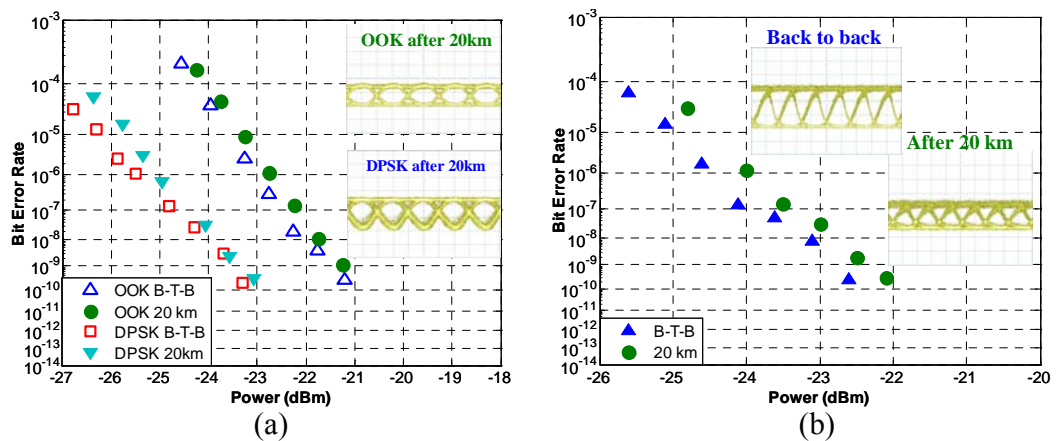 10-3
10-4
10-5
10-6
10-7
10-8
10-9
10-10
10-11
10-12
10-13
10-14
Bit Error Rate
OOK after 20km
DPSK after 20km
OOK B-T-B
OOK 20 km
DPSK B-T-B
DPSK 20km
-27 -26 -25 -24 -23 -22 -21 -20 -19 -18
Power (dBm)
(a)
10-3
10-4
10-5
10-6
10-7
10-8
10-9
10-10
10-11
10-12
10-13
10-14
Bit Error Rate
Back to back
After 20 km
B-T-B
20 km
-26 -25 -24 -23 -22 -21 -20
Power (dBm)
(b)